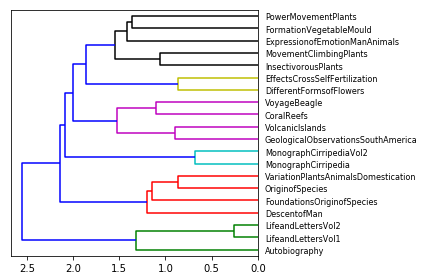 PowerMovementPlants
FormationVegetableMould
ExpressionofEmotionManAnimals
MovementClimbingPlants
InsectivorousPlants
EffectsCrossSelfFertilization
DifferentFormsofFlowers
VoyageBeagle
CoralReefs
VolcanicIslands
GeologicalObservationsSouthAmerica
MonographCirripediaVol2
MonographCirripedia
VariationPlantsAnimalsDomestication
OriginofSpecies
FoundationsOriginofSpecies
DescentofMan
LifeandLettersVol2
LifeandLettersVol1
Autobiography
2.5 2.0 1.5 1.0 0.5 0.0